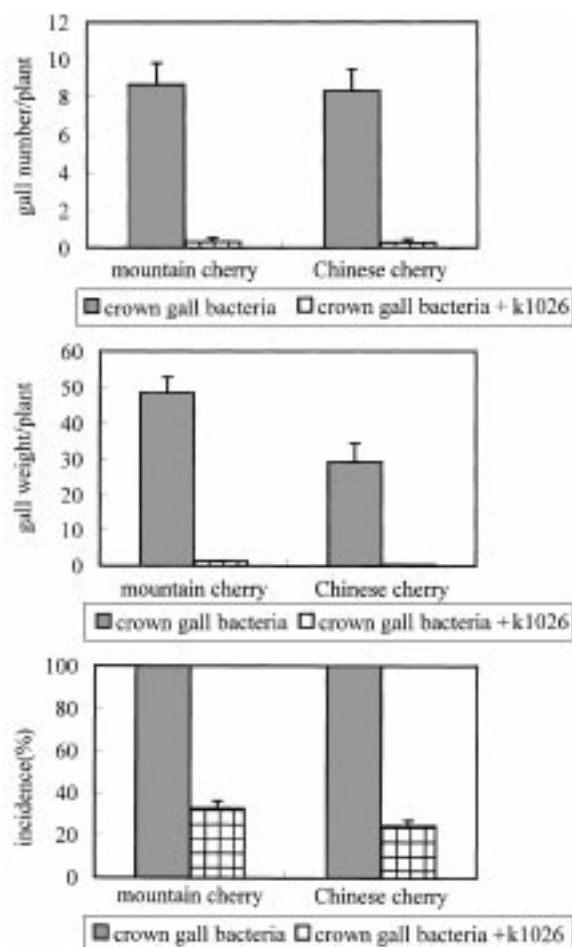 12
10
8
6
4
2
0
gall number/plant
mountain cherry Chinese cherry
crown gall bacteria crown gall bacteria + k1026
60
50
40
30
20
10
0
gall weight/plant
mountain cherry Chinese cherry
crown gall bacteria crown gall bacteria +k1026
100
80
60
40
20
0
incidence(%)
mountain cherry Chinese cherry
crown gall bacteria crown gall bacteria +k1026